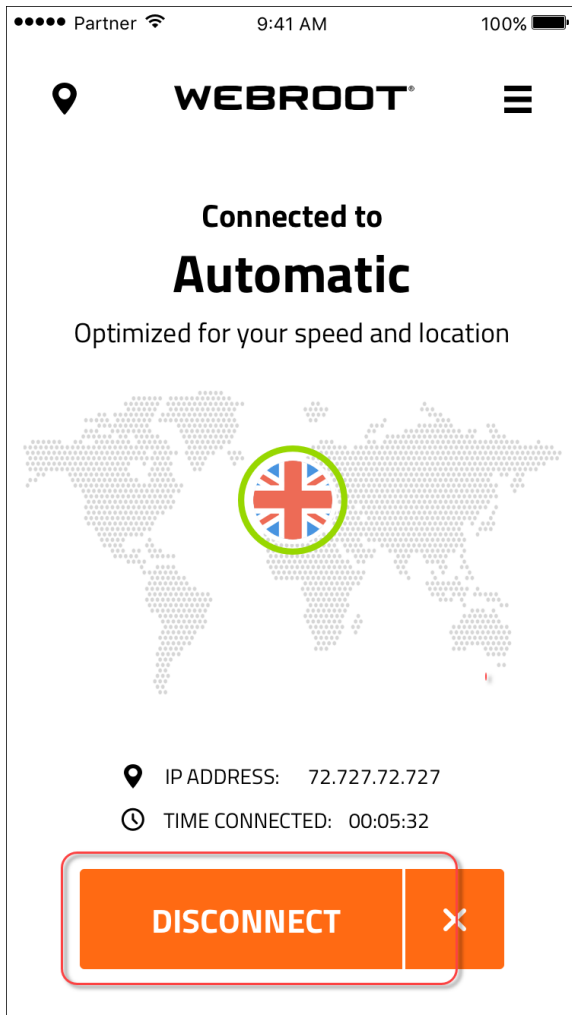 Partner 9:41 AM 100%
WEBROOT®
Connected to
Automatic
Optimized for your speed and location
IP ADDRESS: 72.727.72.727
TIME CONNECTED: 00:05:32
DISCONNECT